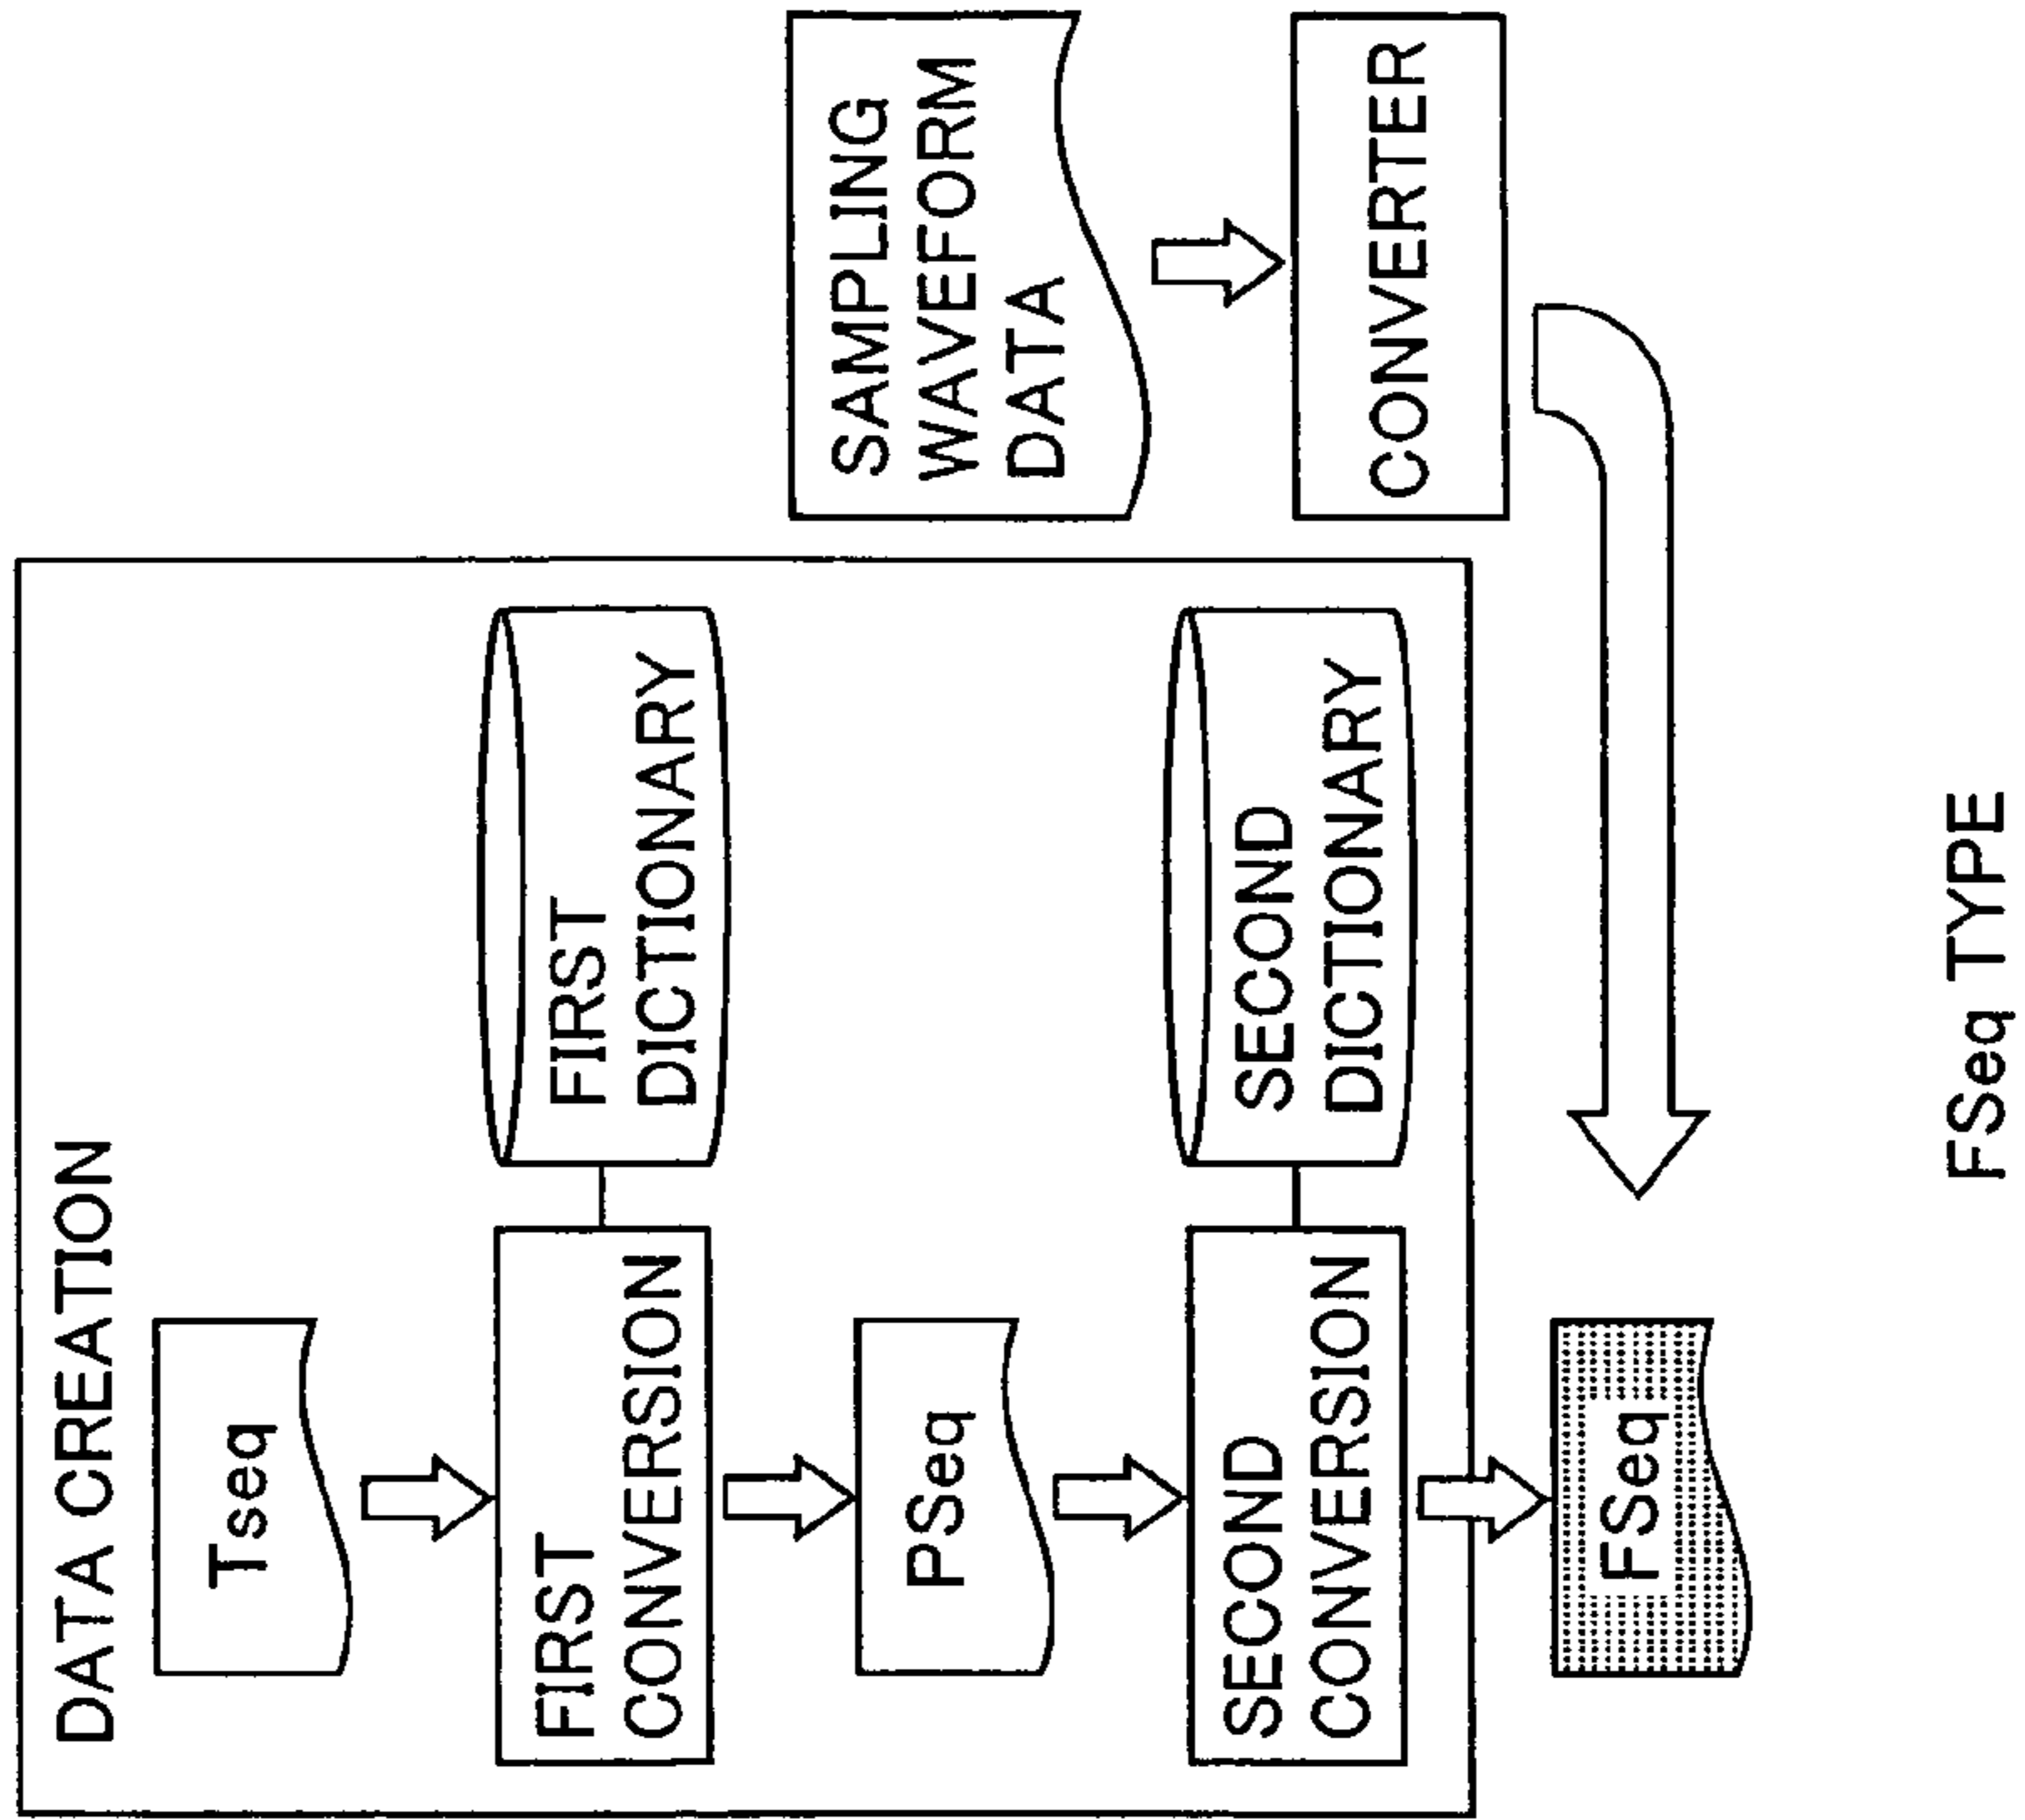 DATA CREATION
Tseq
FIRST
CONVERSION
FIRST
DICTIONARY
PSeq
SECOND
CONVERSION
SECOND
DICTIONARY
FSeq
SAMPLING
WAVEFORM
DATA
CONVERTER
FSeq TYPE